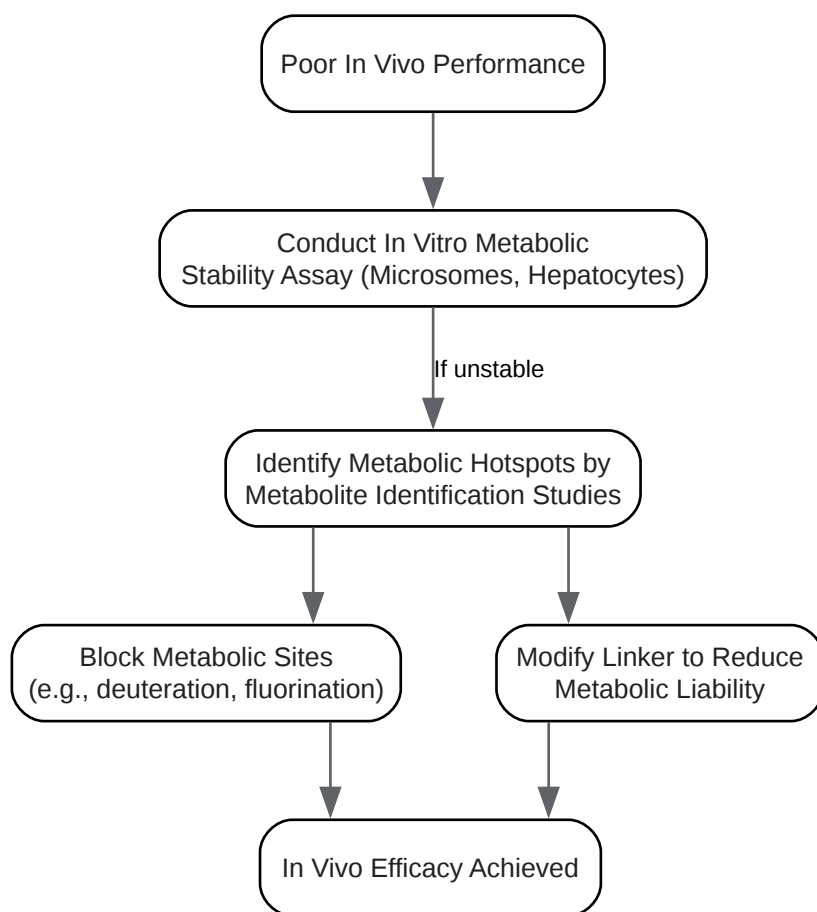 Poor In Vivo Performance
Conduct In Vitro Metabolic
Stability Assay (Microsomes, Hepatocytes)
If unstable
Identify Metabolic Hotspots by
Metabolite Identification Studies
Block Metabolic Sites
(e.g., deuteration, fluorination)
Modify Linker to Reduce
Metabolic Liability
In Vivo Efficacy Achieved